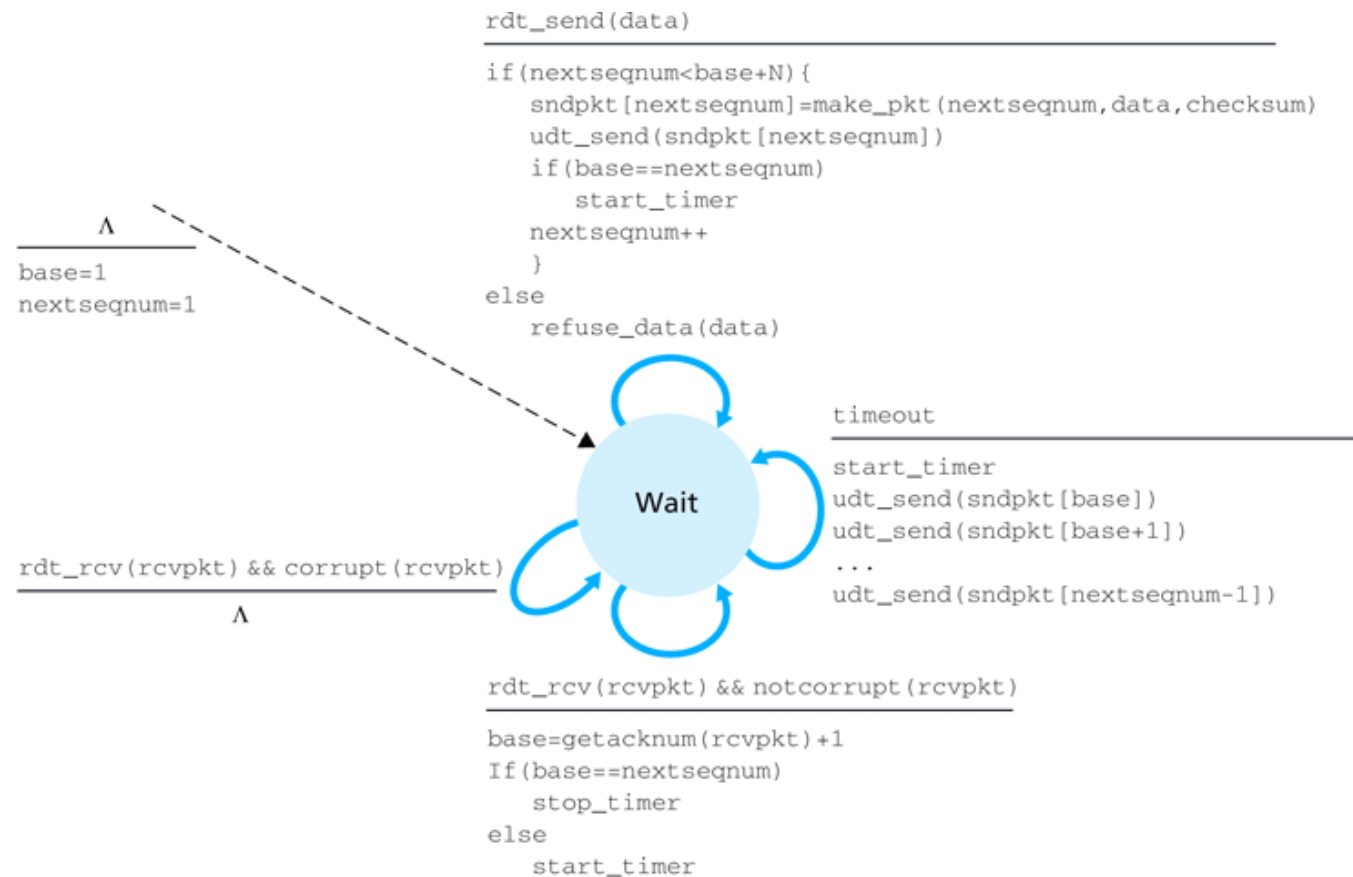 rdt_send(data)
if(nextseqnum<base+N){
sndpkt[nextseqnum]=make_pkt(nextseqnum,data,checksum)
udt_send(sndpkt[nextseqnum])
if(base==nextseqnum)
start_timer
nextseqnum++
}
else
refuse_data(data)
Λ
base=1
nextseqnum=1
timeout
start_timer
udt_send(sndpkt[base])
udt_send(sndpkt[base+1])
...
udt_send(sndpkt[nextseqnum-1])
Wait
rdt_rcv(rcvpkt) && corrupt(rcvpkt)
Λ
rdt_rcv(rcvpkt) && notcorrupt(rcvpkt)
base=getacknum(rcvpkt)+1
If(base==nextseqnum)
stop_timer
else
start_timer